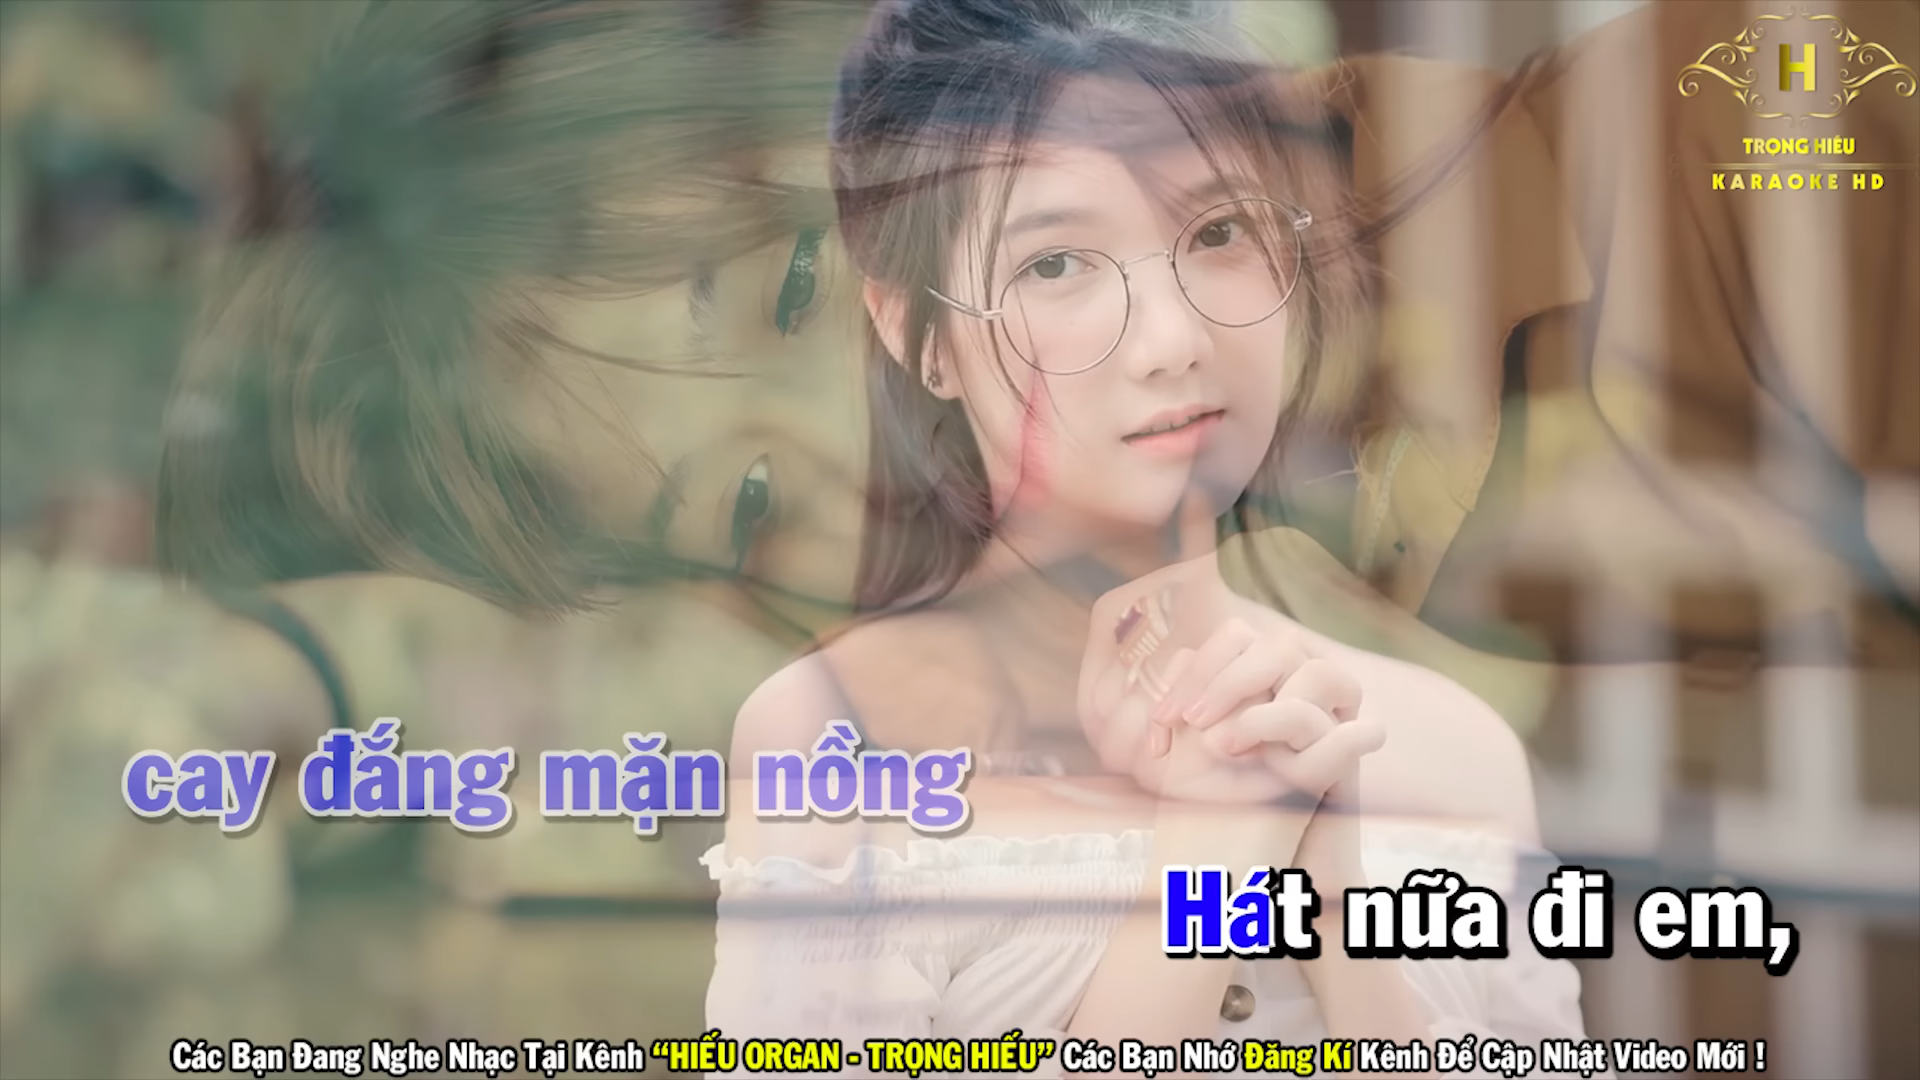 H
TRỌNG HIẾU
KARAOKE HD
cay đắng mặn nồng
Hát nữa đi em,
Các Bạn Đang Nghe Nhạc Tại Kênh “HIẾU ORGAN - TRỌNG HIẾU” Các Bạn Nhớ Đăng Kí Kênh Để Cập Nhật Video Mới !